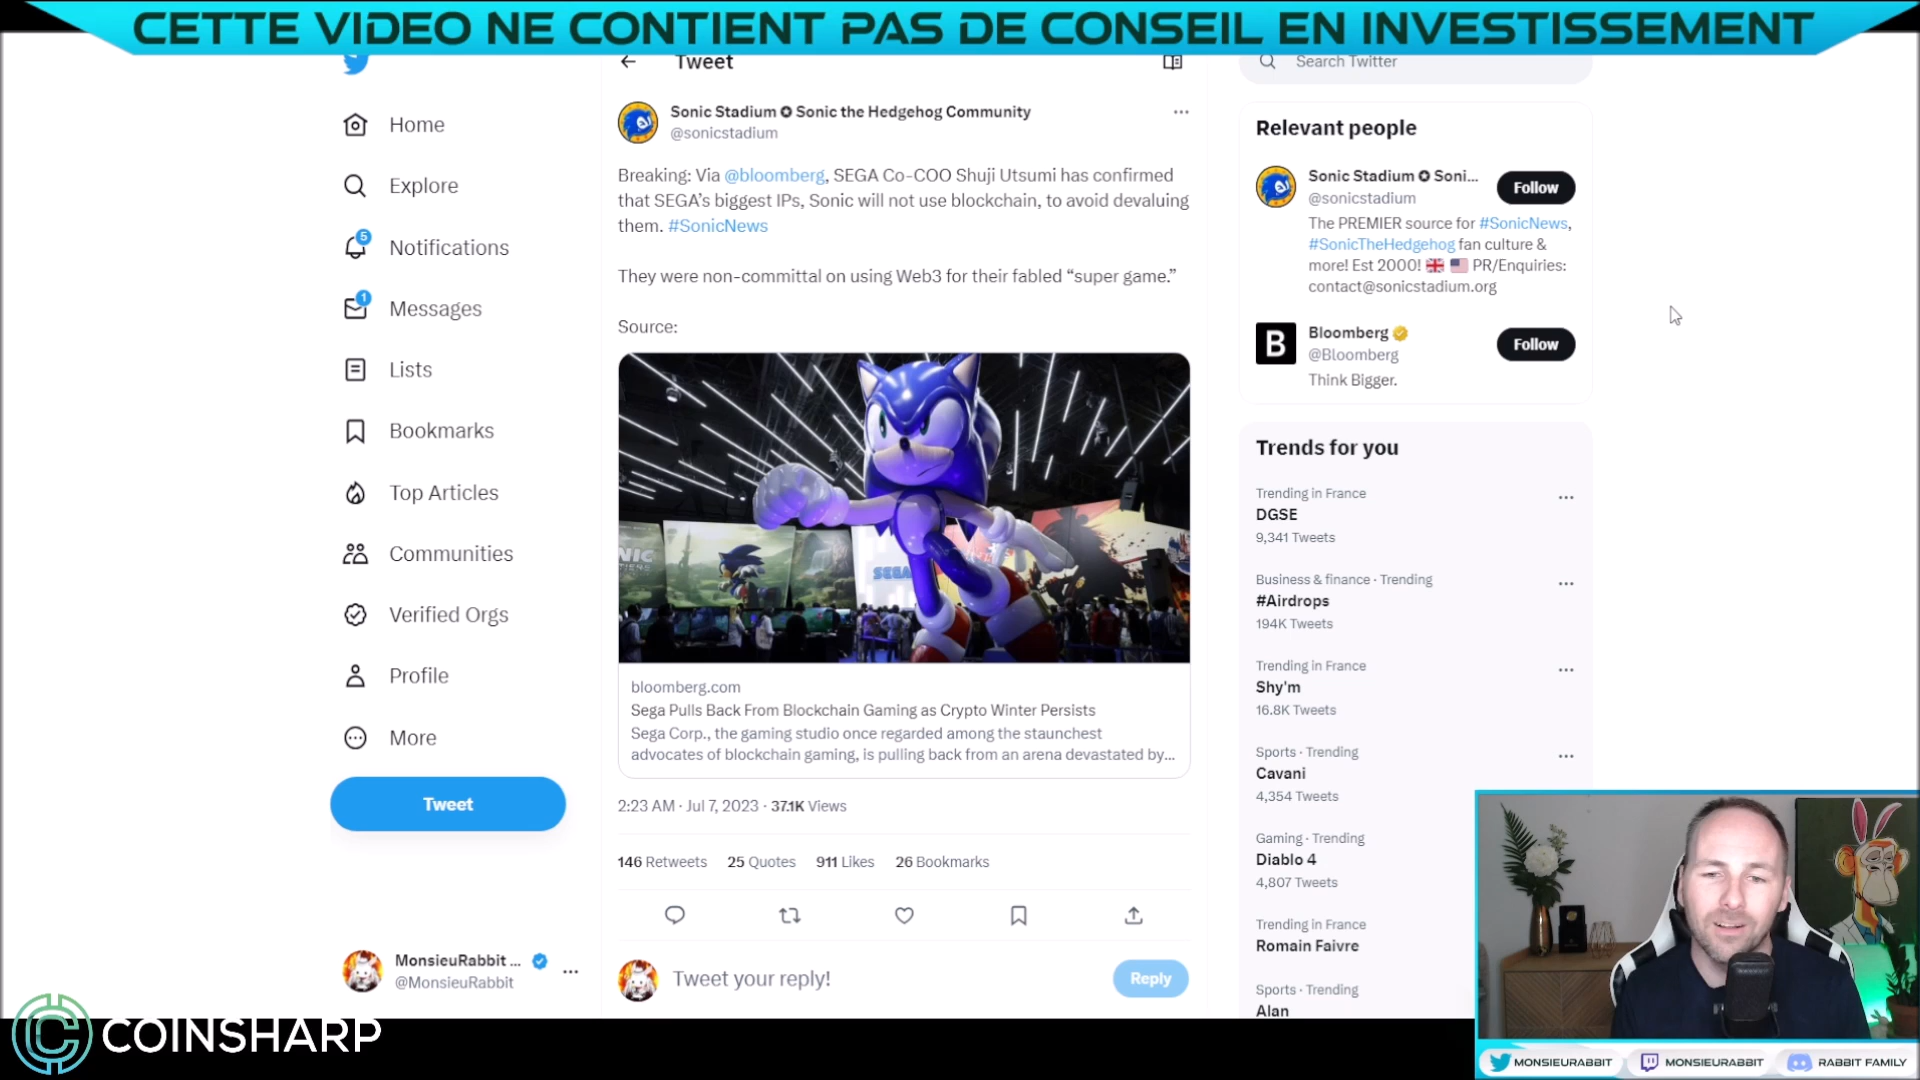 CETTE VIDEO NE CONTIENT PAS DE CONSEIL EN INVESTISSEMENT
Home
Explore
5
Notifications
1
Messages
Lists
Bookmarks
Top Articles
Communities
Verified Orgs
Profile
More
Tweet
MonsieuRabbit ...
@MonsieuRabbit
Tweet
Sonic Stadium ✪ Sonic the Hedgehog Community
@sonicstadium
Breaking: Via @bloomberg, SEGA Co-COO Shuji Utsumi has confirmed
that SEGA’s biggest IPs, Sonic will not use blockchain, to avoid devaluing
them. #SonicNews
They were non-committal on using Web3 for their fabled “super game.”
Source:
SEGA
bloomberg.com
Sega Pulls Back From Blockchain Gaming as Crypto Winter Persists
Sega Corp., the gaming studio once regarded among the staunchest
advocates of blockchain gaming, is pulling back from an arena devastated by...
2:23 AM · Jul 7, 2023 · 37.1K Views
146 Retweets 25 Quotes 911 Likes 26 Bookmarks
Tweet your reply!
Reply
Search Twitter
Relevant people
Sonic Stadium ✪ Soni...
@sonicstadium
Follow
The PREMIER source for #SonicNews,
#SonicTheHedgehog fan culture &
more! Est 2000! 🇬🇧 🇺🇸 PR/Enquiries:
contact@sonicstadium.org
B
Bloomberg
@Bloomberg
Follow
Think Bigger.
Trends for you
Trending in France
DGSE
9,341 Tweets
Business & finance · Trending
#Airdrops
194K Tweets
Trending in France
Shy'm
16.8K Tweets
Sports · Trending
Cavani
4,354 Tweets
Gaming · Trending
Diablo 4
4,807 Tweets
Trending in France
Romain Faivre
Sports · Trending
Alan
COINSHARP
MONSIEURABBIT
MONSIEURABBIT
RABBIT FAMILY